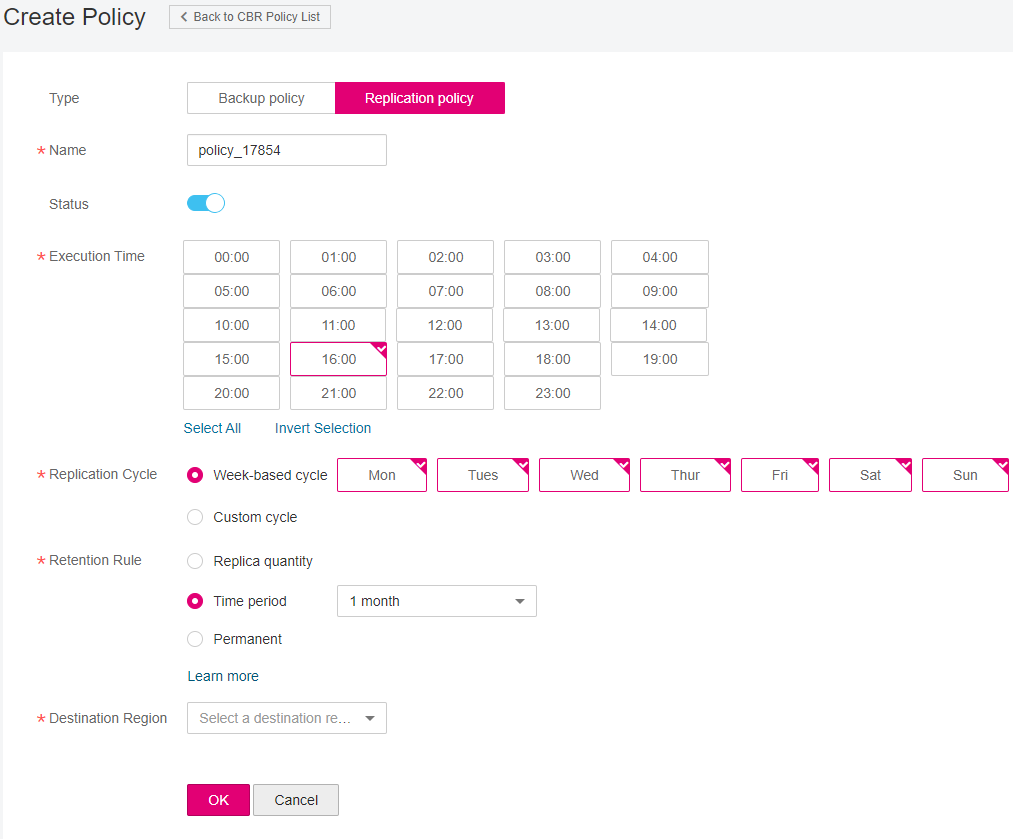 Create Policy
Back to CBR Policy List
Type
Backup policy
Replication policy
* Name
policy_17854
Status
* Execution Time
00:00 01:00 02:00 03:00 04:00
05:00 06:00 07:00 08:00 09:00
10:00 11:00 12:00 13:00 14:00
15:00 16:00 17:00 18:00 19:00
20:00 21:00 22:00 23:00
Select All Invert Selection
* Replication Cycle
Week-based cycle Mon Tues Wed Thur Fri Sat Sun
Custom cycle
* Retention Rule
Replica quantity
Time period 1 month
Permanent
Learn more
* Destination Region
Select a destination re...
OK Cancel